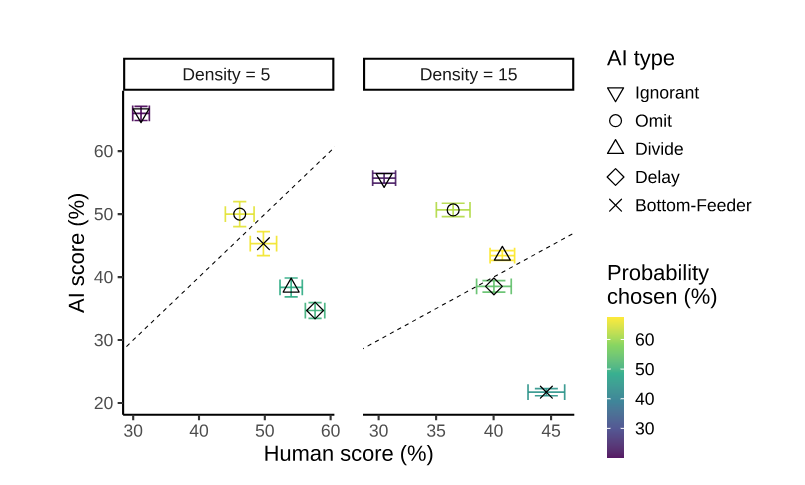 Density = 5
Density = 15
AI score (%)
60
50
40
30
20
30 40 50 60
30 35 40 45
Human score (%)
AI type
Ignorant
Omit
Divide
Delay
Bottom-Feeder
Probability
chosen (%)
60
50
40
30